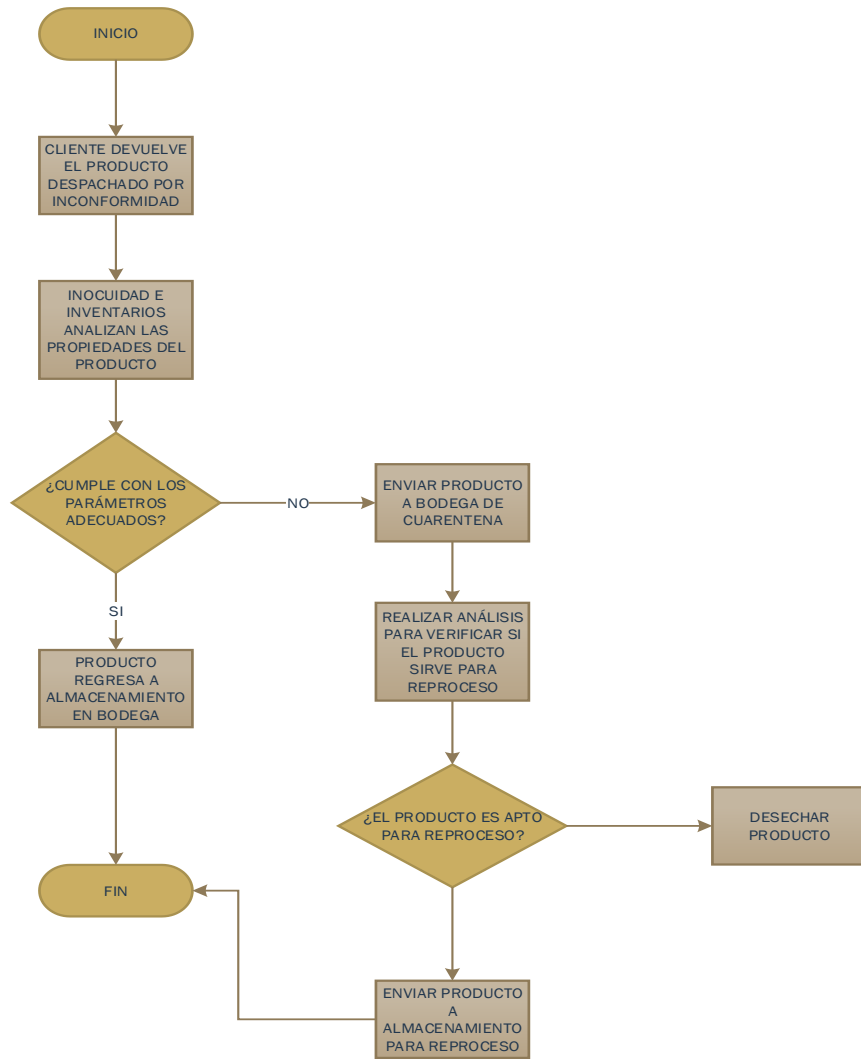 INICIO
CLIENTE DEVUELVE
EL PRODUCTO
DESPACHADO POR
INCONFORMIDAD
INOCUIDAD E
INVENTARIOS
ANALIZAN LAS
PROPIEDADES DEL
PRODUCTO
¿CUMPLE CON LOS
PARÁMETROS
ADECUADOS?
NO
ENVIAR PRODUCTO
A BODEGA DE
CUARENTENA
SI
REALIZAR ANÁLISIS
PARA VERIFICAR SI
EL PRODUCTO
SIRVE PARA
REPROCESO
PRODUCTO
REGRESA A
ALMACENAMIENTO
EN BODEGA
¿EL PRODUCTO ES APTO
PARA REPROCESO?
DESECHAR
PRODUCTO
FIN
ENVIAR PRODUCTO
A
ALMACENAMIENTO
PARA REPROCESO